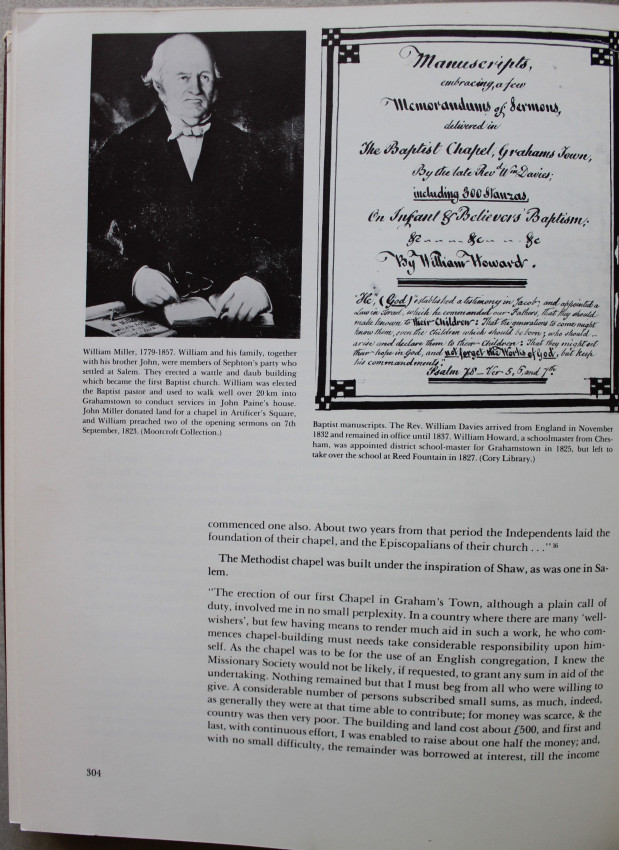 Manuscripts,
embracing, a few
Memorandums of Sermons,
delivered in
The Baptist Chapel, Grahams Town,
By the late Revd Wm Davies;
including 300 Stanzas,
On Infant & Believers' Baptism;
&c - - - - &c - - - &c
By William Howard.
"He, (God) established a testimony in Jacob, and appointed a
Law in Israel, which he commanded our Fathers, that they should
make known to their Children: That the generations to come might
know them, even the Children which should be born; who should
arise and declare them to their Children: That they might set
their hope in God, and not forget the Works of God, but keep
his commandments;
Psalm 78 - Ver 5, 6, and 7th.
William Miller, 1779-1857. William and his family, together
with his brother John, were members of Sephton's party who
settled at Salem. They erected a wattle and daub building
which became the first Baptist church. William was elected
the Baptist pastor and used to walk well over 20 km into
Grahamstown to conduct services in John Paine's house.
John Miller donated land for a chapel in Artificer's Square,
and William preached two of the opening sermons on 7th
September, 1823. (Moorcroft Collection.)
Baptist manuscripts. The Rev. William Davies arrived from England in November
1832 and remained in office until 1837. William Howard, a schoolmaster from Ches-
ham, was appointed district school-master for Grahamstown in 1825, but left to
take over the school at Reed Fountain in 1827. (Cory Library.)
commenced one also. About two years from that period the Independents laid the
foundation of their chapel, and the Episcopalians of their church . . ." 36
The Methodist chapel was built under the inspiration of Shaw, as was one in Sa-
lem.
"The erection of our first Chapel in Graham's Town, although a plain call of
duty, involved me in no small perplexity. In a country where there are many 'well-
wishers', but few having means to render much aid in such a work, he who com-
mences chapel-building must needs take considerable responsibility upon him-
self. As the chapel was to be for the use of an English congregation, I knew the
Missionary Society would not be likely, if requested, to grant any sum in aid of the
undertaking. Nothing remained but that I must beg from all who were willing to
give. A considerable number of persons subscribed small sums, as much, indeed,
as generally they were at that time able to contribute; for money was scarce, & the
country was then very poor. The building and land cost about £500, and first and
last, with continuous effort, I was enabled to raise about one half the money; and,
with no small difficulty, the remainder was borrowed at interest, till the income
304